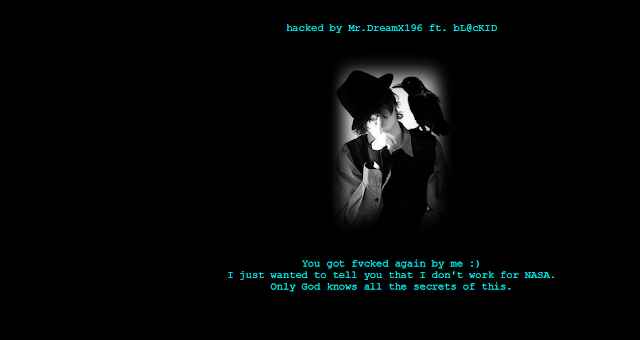 hacked by Mr.DreamX196 ft. bL@cKID
You got fvcked again by me :)
I just wanted to tell you that I don't work for NASA.
Only God knows all the secrets of this.